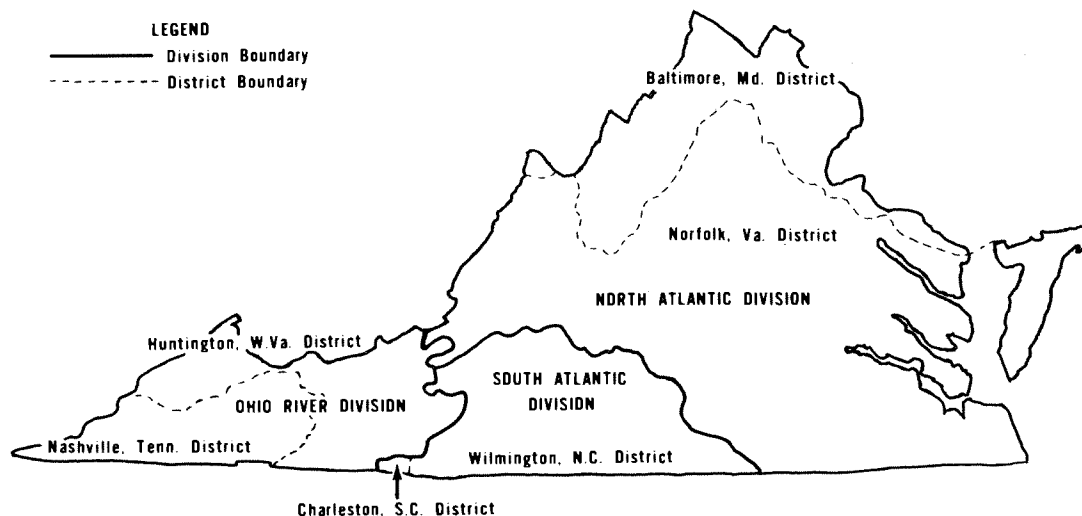 LEGEND
Division Boundary
District Boundary
Baltimore, Md. District
Norfolk, Va. District
NORTH ATLANTIC DIVISION
Huntington, W.Va. District
SOUTH ATLANTIC
DIVISION
OHIO RIVER DIVISION
Nashville, Tenn. District
Wilmington, N.C. District
Charleston, S.C. District